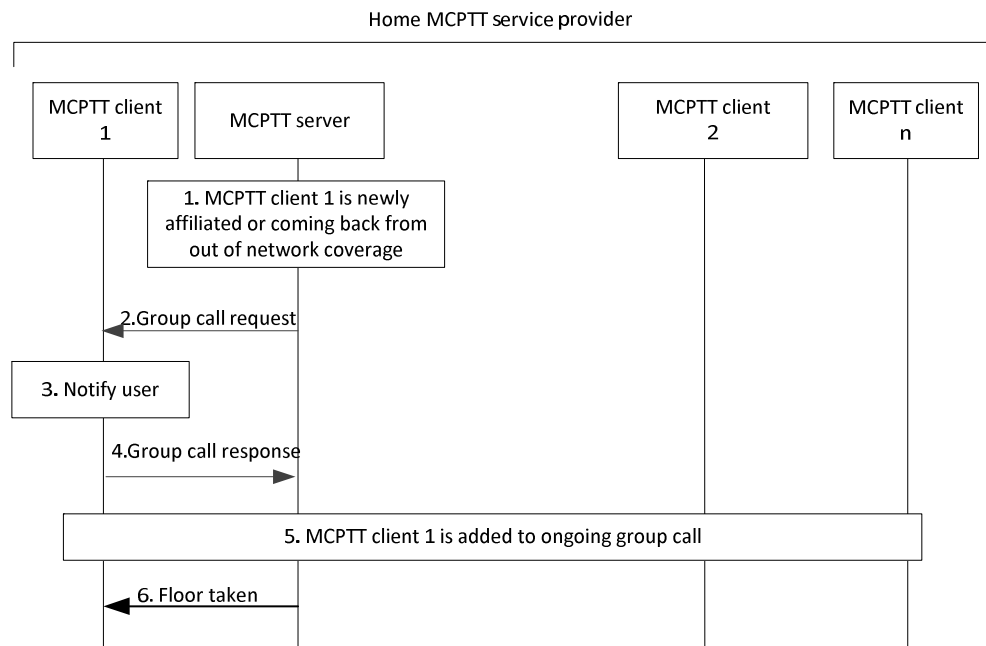 Home MCPTT service provider
MCPTT client
1
MCPTT server
MCPTT client
2
MCPTT client
n
1. MCPTT client 1 is newly
affiliated or coming back from
out of network coverage
2.Group call request
3. Notify user
4.Group call response
5. MCPTT client 1 is added to ongoing group call
6. Floor taken